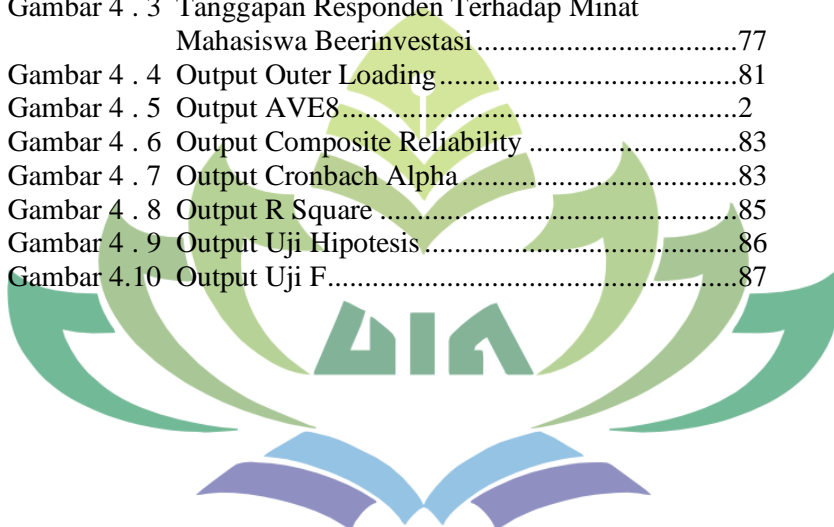 Gambar 4 . 3 Tanggapan Responden Terhadap Minat
Mahasiswa Beerinvestasi.................................77
Gambar 4 . 4 Output Outer Loading......................................81
Gambar 4 . 5 Output AVE8...................................................2
Gambar 4 . 6 Output Composite Reliability ..............................83
Gambar 4 . 7 Output Cronbach Alpha...................................83
Gambar 4 . 8 Output R Square .............................................85
Gambar 4 . 9 Output Uji Hipotesis.......................................86
Gambar 4.10 Output Uji F....................................................87
UIN